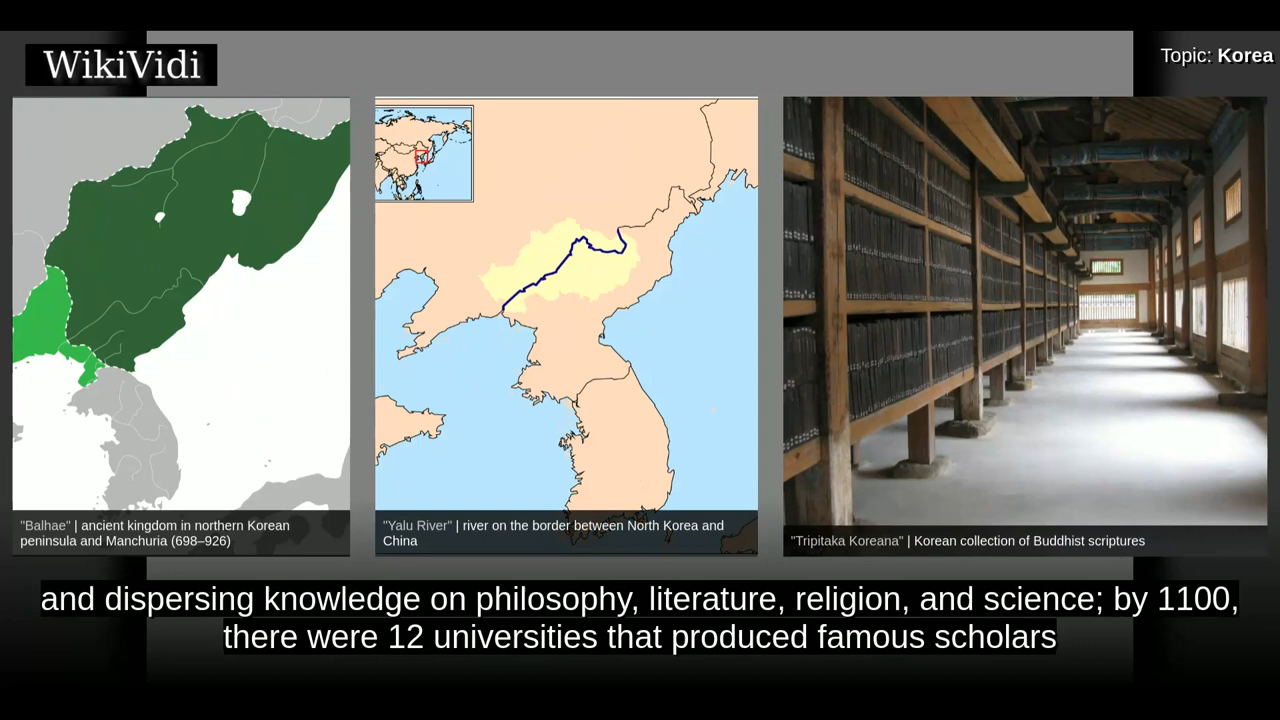 WikiVidi
Topic: Korea
"Balhae" | ancient kingdom in northern Korean
peninsula and Manchuria (698–926)
"Yalu River" | river on the border between North Korea and
China
"Tripitaka Koreana" | Korean collection of Buddhist scriptures
and dispersing knowledge on philosophy, literature, religion, and science; by 1100,
there were 12 universities that produced famous scholars